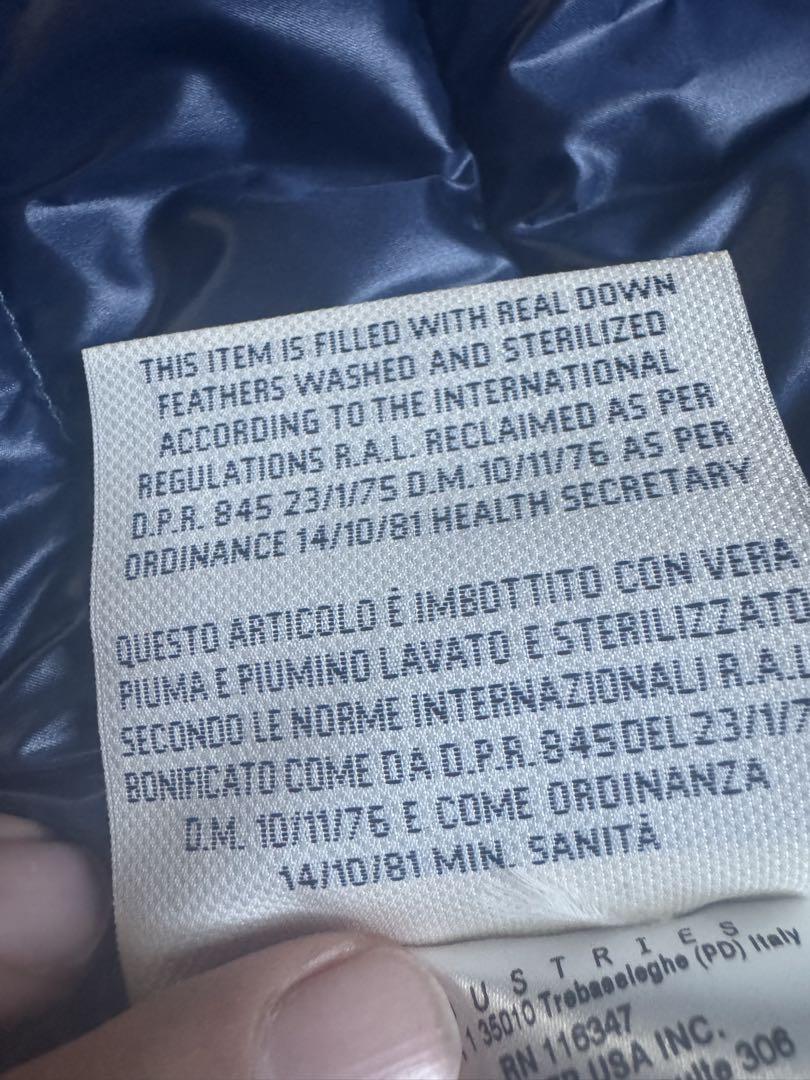 THIS ITEM IS FILLED WITH REAL DOWN
FEATHERS WASHED AND STERILIZED
ACCORDING TO THE INTERNATIONAL
REGULATIONS R.A.L. RECLAIMED AS PER
D.P.R. 845 23/1/75 D.M. 10/11/76 AS PER
ORDINANCE 14/10/81 HEALTH SECRETARY
QUESTO ARTICOLO É IMBOTTITO CON VERA
PIUMA E PIUMINO LAVATO E STERILIZZATO
SECONDO LE NORME INTERNAZIONALI R.A.L
BONIFICATO COME DA D.P.R. 845 DEL 23/1/7
D.M. 10/11/76 E COME ORDINANZA
14/10/81 MIN. SANITÁ
USTRIES
35010 Trebaseleghe (PD) Italy
RN 116347
USA INC.
306